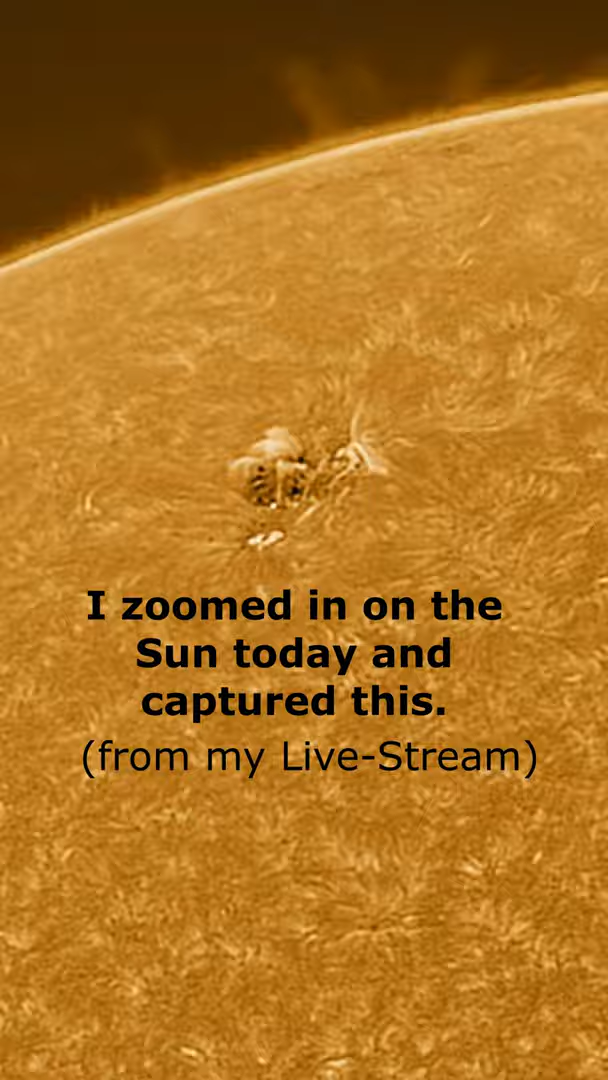 I zoomed in on the
Sun today and
captured this.
(from my Live-Stream)